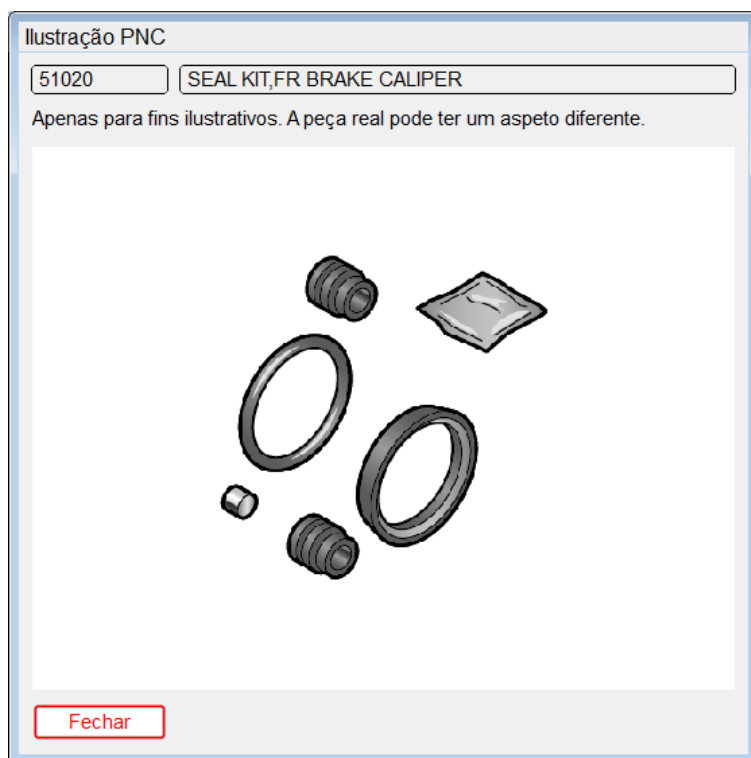 Ilustração PNC
51020 SEAL KIT,FR BRAKE CALIPER
Apenas para fins ilustrativos. A peça real pode ter um aspeto diferente.
Fechar